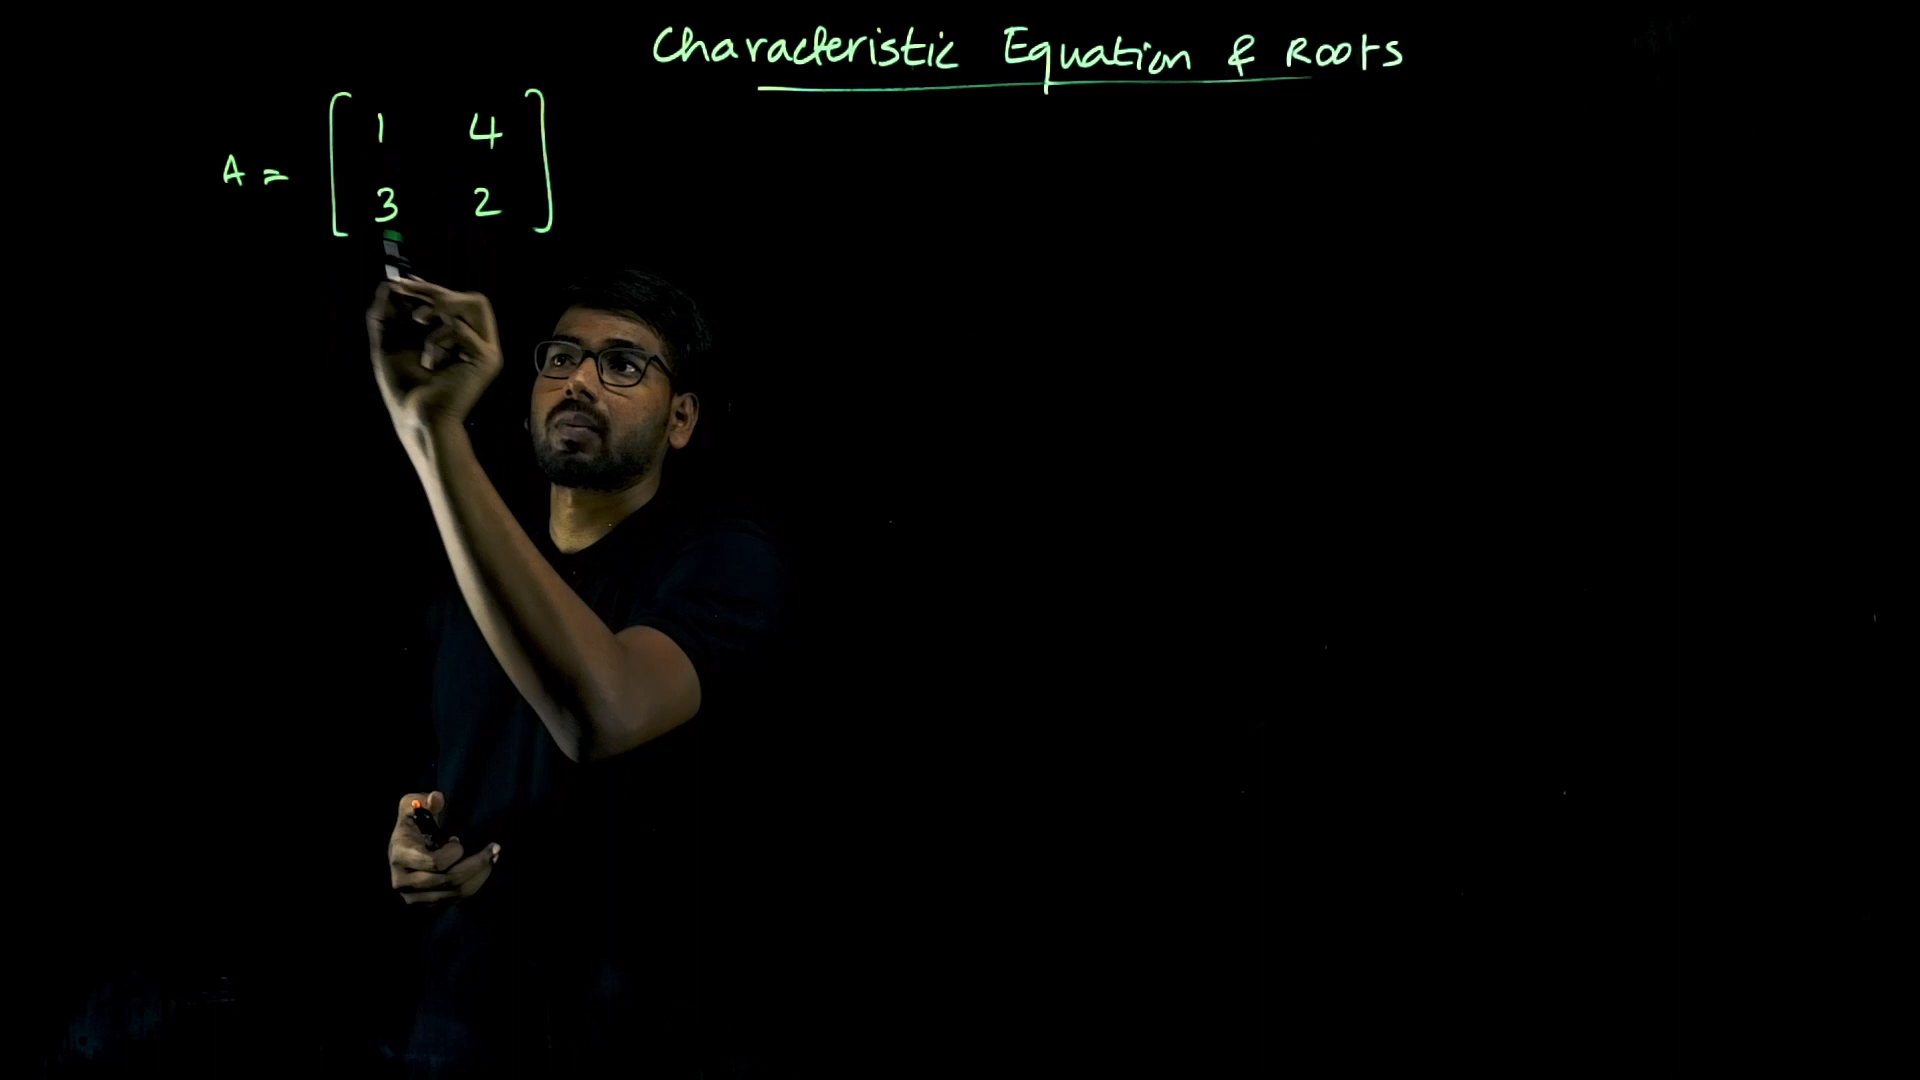 Characteristic Equation & Roots
A = [ 1 4
3 2 ]